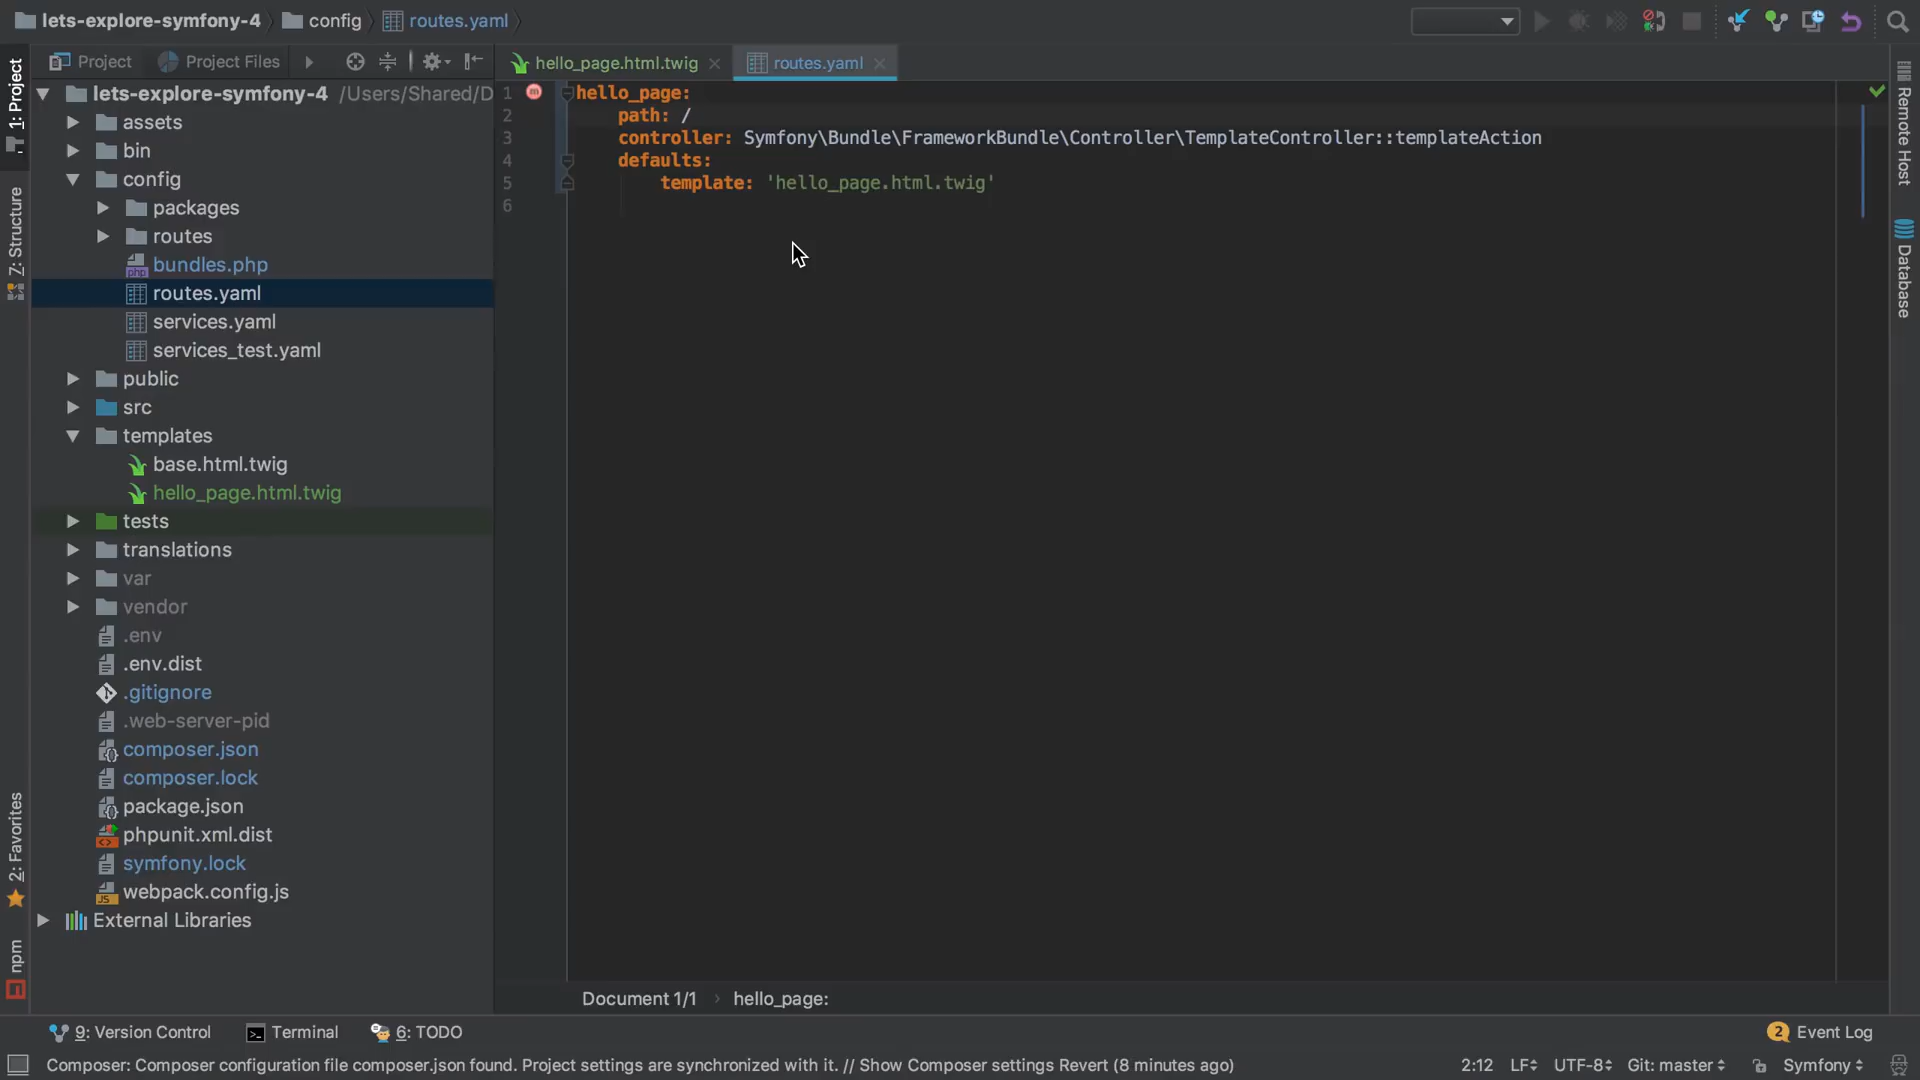 lets-explore-symfony-4 config routes.yaml
Project Project Files
hello_page.html.twig routes.yaml
1: Project
7: Structure
2: Favorites
npm
lets-explore-symfony-4 /Users/Shared/D
assets
bin
config
packages
routes
bundles.php
routes.yaml
services.yaml
services_test.yaml
public
src
templates
base.html.twig
hello_page.html.twig
tests
translations
var
vendor
.env
.env.dist
.gitignore
.web-server-pid
composer.json
composer.lock
package.json
phpunit.xml.dist
symfony.lock
webpack.config.js
External Libraries
1 hello_page:
2 path: /
3 controller: Symfony\Bundle\FrameworkBundle\Controller\TemplateController::templateAction
4 defaults:
5 template: 'hello_page.html.twig'
6
Remote Host
Database
Document 1/1 › hello_page:
9: Version Control Terminal 6: TODO 2 Event Log
Composer: Composer configuration file composer.json found. Project settings are synchronized with it. // Show Composer settings Revert (8 minutes ago) 2:12 LF UTF-8 Git: master Symfony